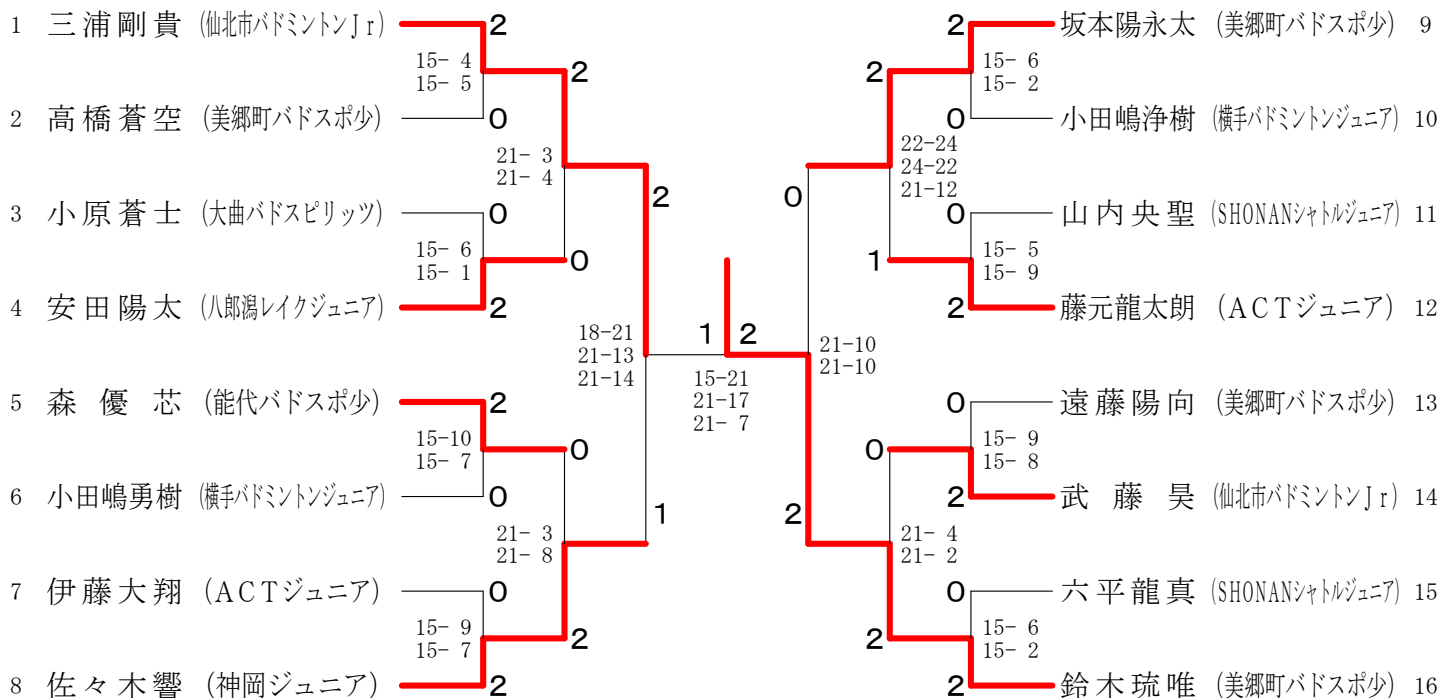 1 三浦剛貴 (仙北市バドミントンJr) 2
15- 4
15- 5
2
2 高橋蒼空 (美郷町バドスポ少) 0
21- 3
21- 4
2
3 小原蒼士 (大曲バドスピリッツ) 0
15- 6
15- 1
0
4 安田陽太 (八郎潟レイクジュニア) 2
18-21
21-13
21-14
5 森優芯 (能代バドスポ少) 2
15-10
15- 7
0
6 小田嶋勇樹 (横手バドミントンジュニア) 0
21- 3
21- 8
1
7 伊藤大翔 (ACTジュニア) 0
15- 9
15- 7
2
8 佐々木響 (神岡ジュニア) 2
1 2
15-21
21-17
21- 7
2 坂本陽永太 (美郷町バドスポ少) 9
2
15- 6
15- 2
0 小田嶋浄樹 (横手バドミントンジュニア) 10
0
22-24
24-22
21-12
0 山内央聖 (SHONANシャトルジュニア) 11
1
15- 5
15- 9
2 藤元龍太朗 (ACTジュニア) 12
21-10
21-10
0 遠藤陽向 (美郷町バドスポ少) 13
0
15- 9
15- 8
2 武藤昊 (仙北市バドミントンJr) 14
2
21- 4
21- 2
0 六平龍真 (SHONANシャトルジュニア) 15
2
15- 6
15- 2
2 鈴木琉唯 (美郷町バドスポ少) 16